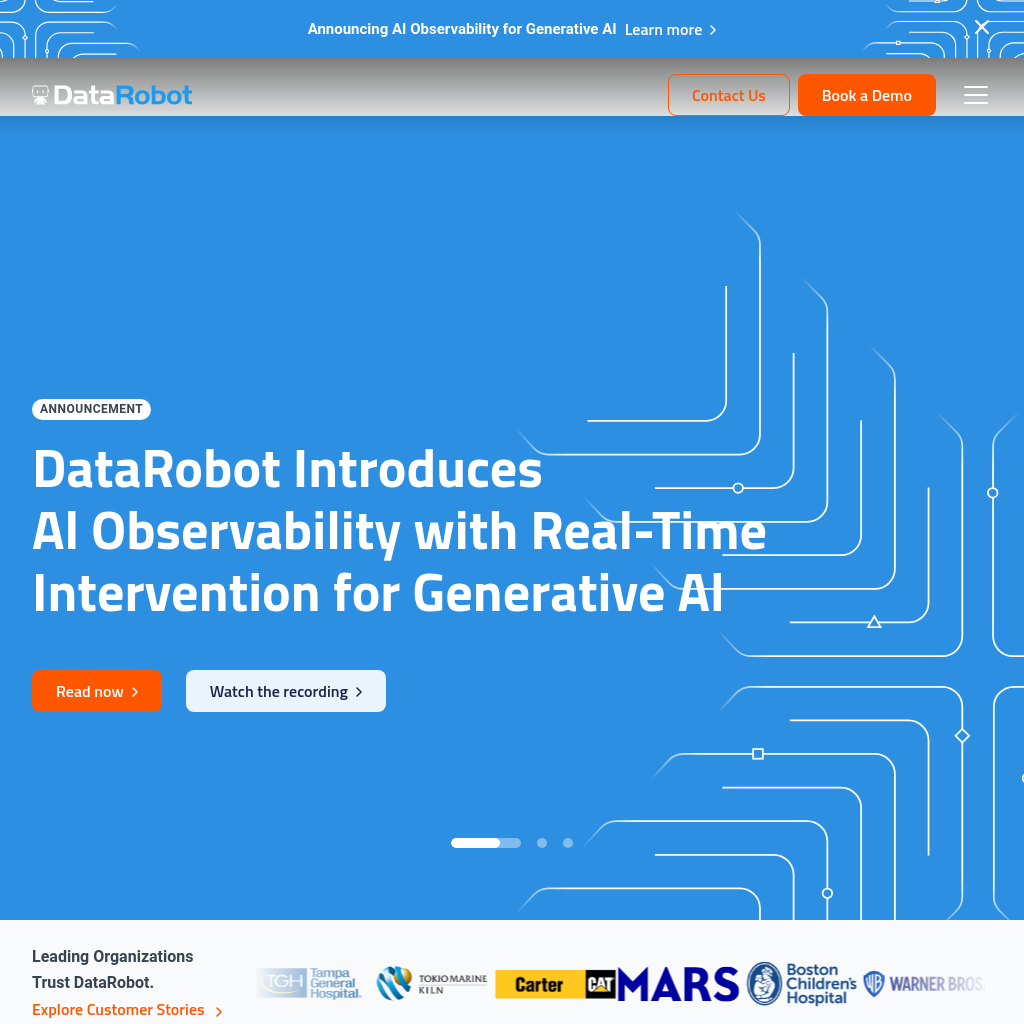 Announcing AI Observability for Generative AI Learn more
DataRobot
Contact Us
Book a Demo
ANNOUNCEMENT
DataRobot Introduces
AI Observability with Real-Time
Intervention for Generative AI
Read now
Watch the recording
Leading Organizations
Trust DataRobot.
Explore Customer Stories
TGH
Tampa
General
Hospital.
TOKIO MARINE
KILN
Carter
CAT
MARS
Boston
Children's
Hospital
WB
WARNER BROS.